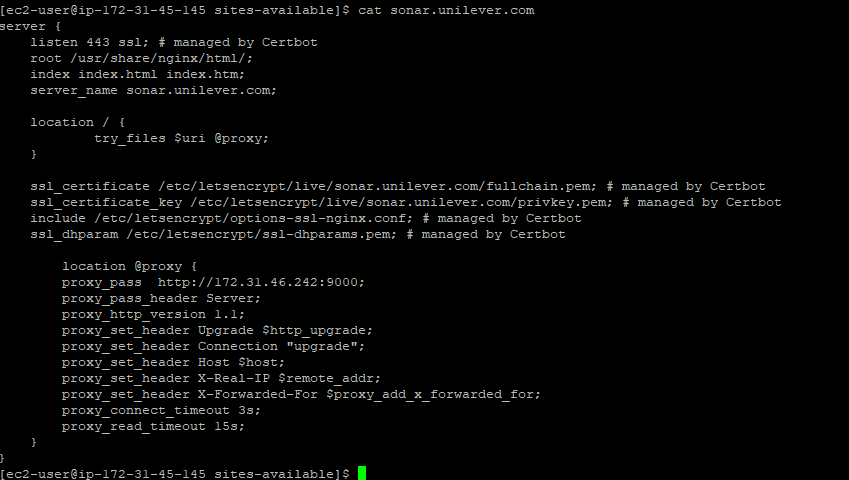 [ec2-user@ip-172-31-45-145 sites-available]$ cat sonar.unilever.com
server {
    listen 443 ssl; # managed by Certbot
    root /usr/share/nginx/html/;
    index index.html index.htm;
    server_name sonar.unilever.com;

    location / {
            try_files $uri @proxy;
    }

    ssl_certificate /etc/letsencrypt/live/sonar.unilever.com/fullchain.pem; # managed by Certbot
    ssl_certificate_key /etc/letsencrypt/live/sonar.unilever.com/privkey.pem; # managed by Certbot
    include /etc/letsencrypt/options-ssl-nginx.conf; # managed by Certbot
    ssl_dhparam /etc/letsencrypt/ssl-dhparams.pem; # managed by Certbot

        location @proxy {
        proxy_pass  http://172.31.46.242:9000;
        proxy_pass_header Server;
        proxy_http_version 1.1;
        proxy_set_header Upgrade $http_upgrade;
        proxy_set_header Connection "upgrade";
        proxy_set_header Host $host;
        proxy_set_header X-Real-IP $remote_addr;
        proxy_set_header X-Forwarded-For $proxy_add_x_forwarded_for;
        proxy_connect_timeout 3s;
        proxy_read_timeout 15s;
    }
}
[ec2-user@ip-172-31-45-145 sites-available]$